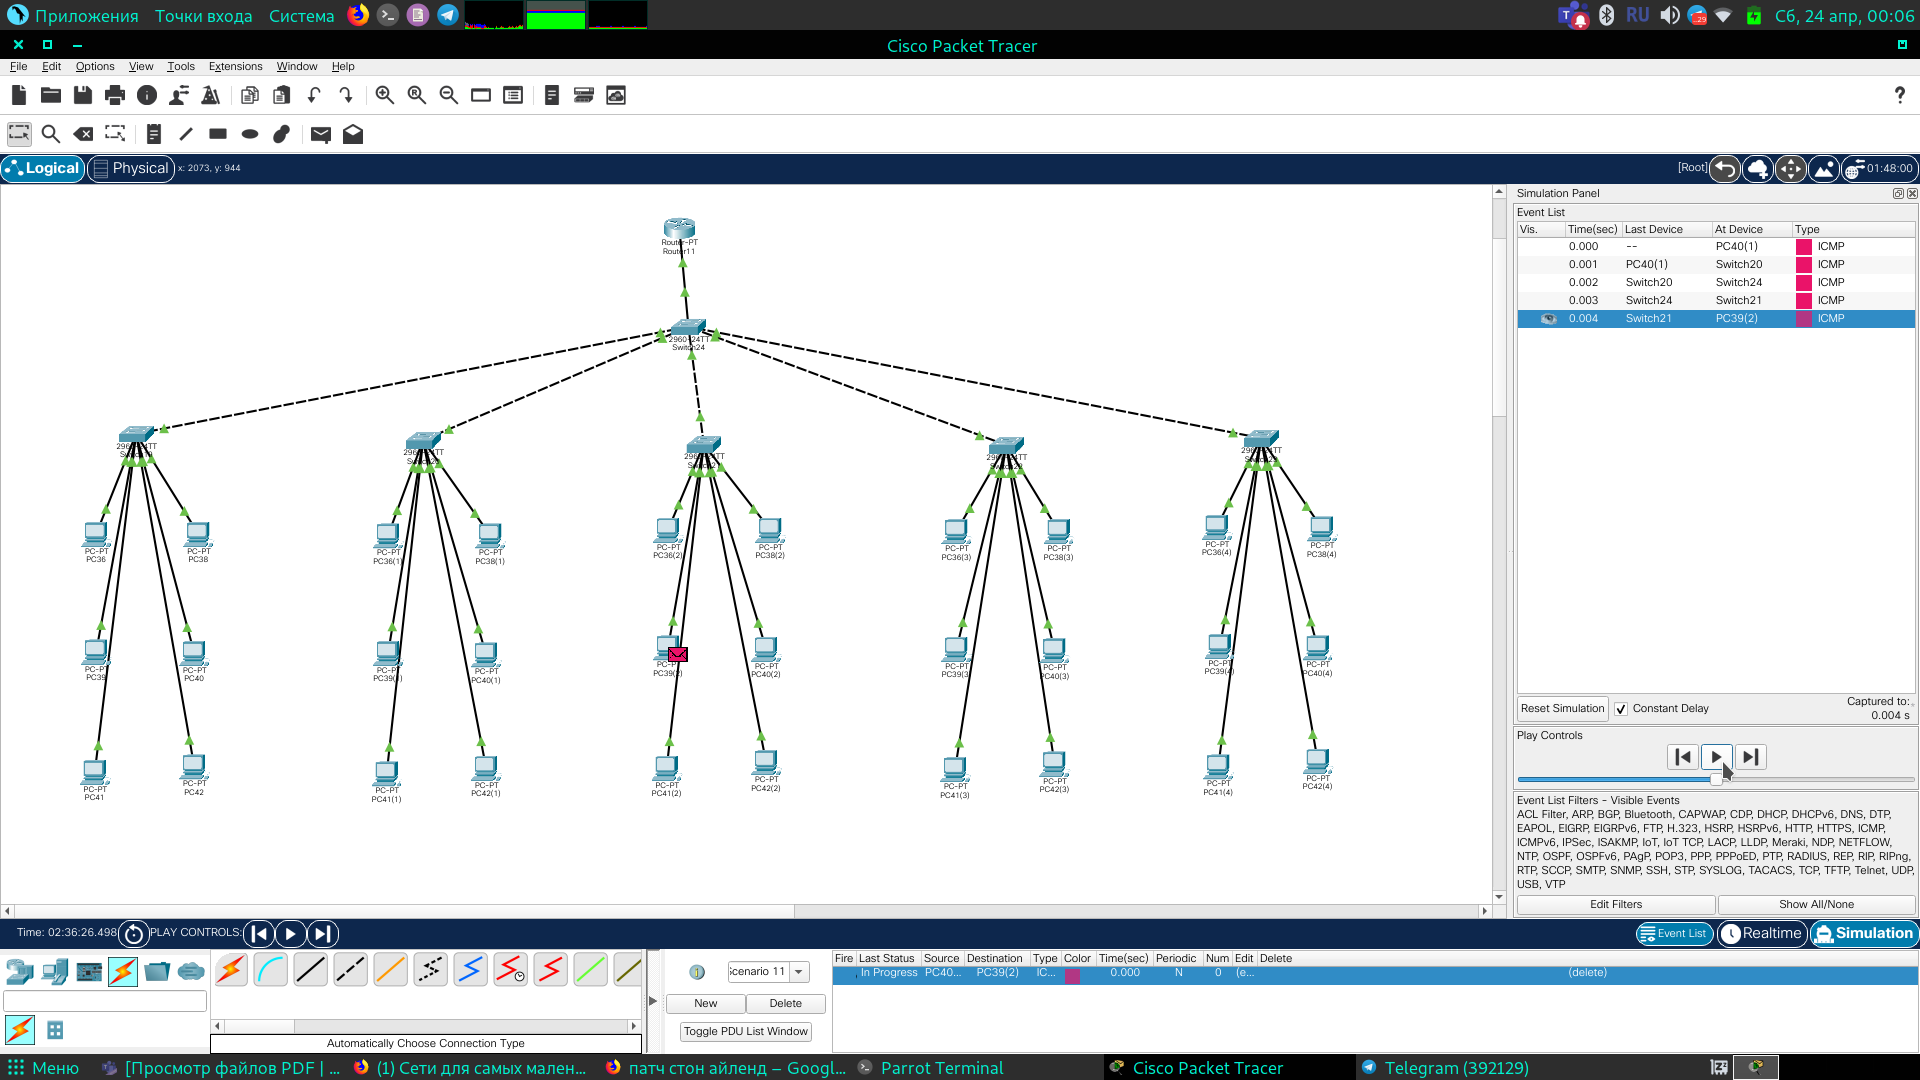 Приложения Точки входа Система RU 29 Сб, 24 апр, 00:06
Cisco Packet Tracer
File Edit Options View Tools Extensions Window Help
Logical Physical x: 2073, y: 944 [Root] 01:48:00
Simulation Panel
Event List
Vis. Time(sec) Last Device At Device Type
0.000 -- PC40(1) ICMP
0.001 PC40(1) Switch20 ICMP
0.002 Switch20 Switch24 ICMP
0.003 Switch24 Switch21 ICMP
0.004 Switch21 PC39(2) ICMP
Router-PT
Router11
2960-24TT
Switch24
PC-PT
PC36
PC-PT
PC38
PC-PT
PC36(1)
PC-PT
PC38(1)
PC-PT
PC36(2)
PC-PT
PC38(2)
PC-PT
PC36(3)
PC-PT
PC38(3)
PC-PT
PC36(4)
PC-PT
PC38(4)
PC-PT
PC39
PC-PT
PC40
PC-PT
PC-PT
PC40(1)
PC-PT
PC40(2)
PC-PT
PC-PT
PC40(3)
PC-PT
PC39(4)
PC-PT
PC40(4)
PC-PT
PC41
PC-PT
PC42
PC-PT
PC41(1)
PC-PT
PC42(1)
PC-PT
PC41(2)
PC-PT
PC42(2)
PC-PT
PC41(3)
PC-PT
PC42(3)
PC-PT
PC41(4)
PC-PT
PC42(4)
Reset Simulation Constant Delay Captured to:
0.004 s
Play Controls
Event List Filters - Visible Events
ACL Filter, ARP, BGP, Bluetooth, CAPWAP, CDP, DHCP, DHCPv6, DNS, DTP,
EAPOL, EIGRP, EIGRPv6, FTP, H.323, HSRP, HSRPv6, HTTP, HTTPS, ICMP,
ICMPv6, IPSec, ISAKMP, IoT, IoT TCP, LACP, LLDP, Meraki, NDP, NETFLOW,
NTP, OSPF, OSPFv6, PAgP, POP3, PPP, PPPoED, PTP, RADIUS, REP, RIP, RIPng,
RTP, SCCP, SMTP, SNMP, SSH, STP, SYSLOG, TACACS, TCP, TFTP, Telnet, UDP,
USB, VTP
Edit Filters Show All/None
Time: 02:36:26.498 PLAY CONTROLS: Event List Realtime Simulation
Scenario 11
New Delete
Toggle PDU List Window
Automatically Choose Connection Type
Fire Last Status Source Destination Type Color Time(sec) Periodic Num Edit Delete
In Progress PC40... PC39(2) IC... 0.000 N 0 (e... (delete)
Меню [Просмотр файлов PDF | ... (1) Сети для самых мален... патч стон айленд – Googl... Parrot Terminal Cisco Packet Tracer Telegram (392129)